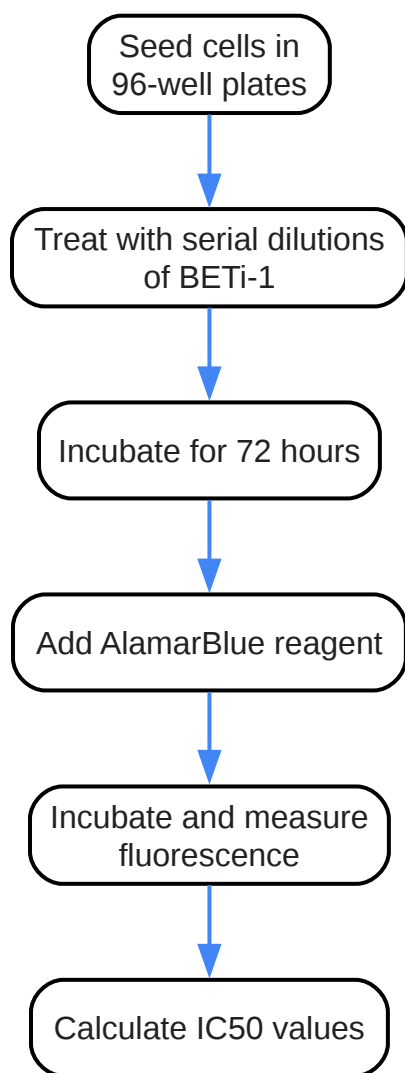 Seed cells in
96-well plates
Treat with serial dilutions
of BETi-1
Incubate for 72 hours
Add AlamarBlue reagent
Incubate and measure
fluorescence
Calculate IC50 values